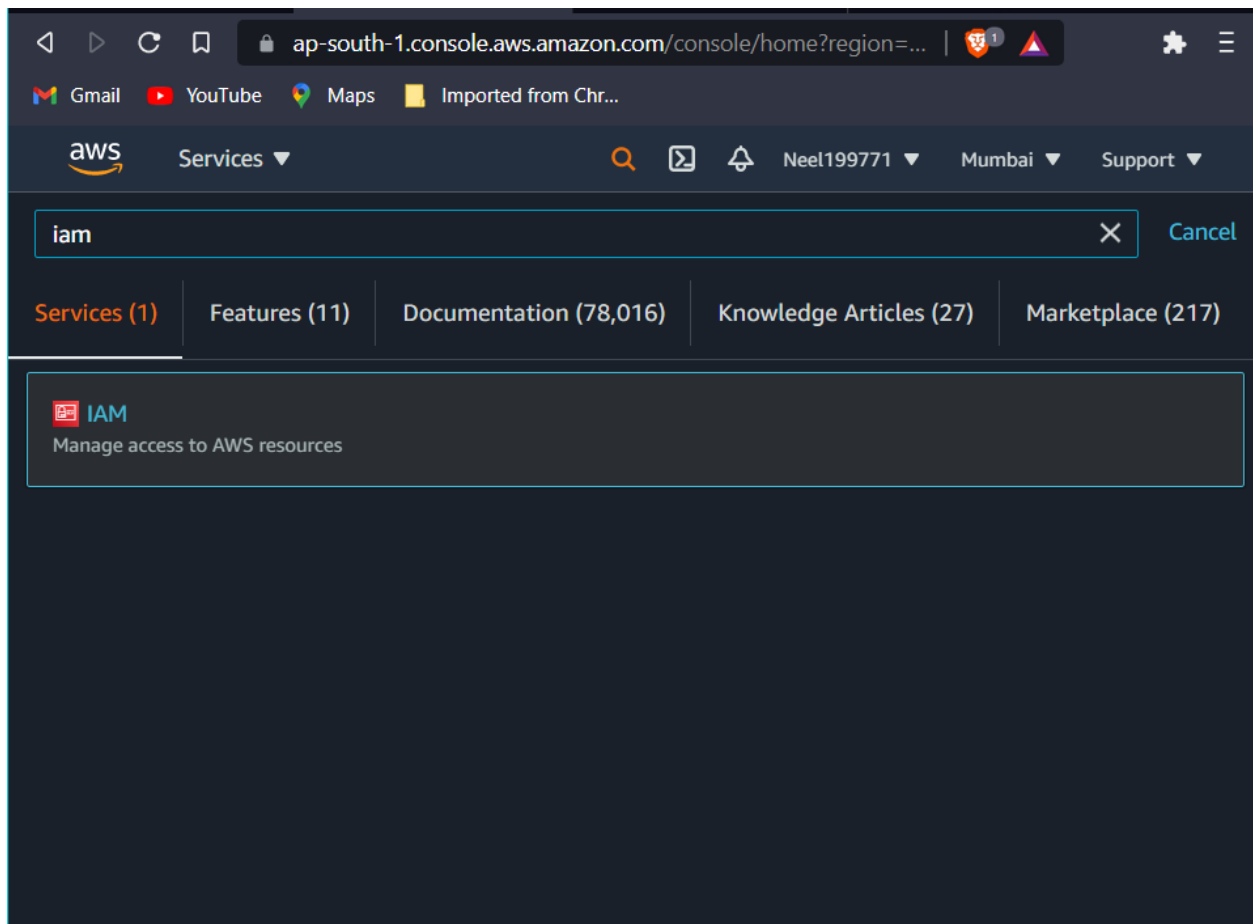 ap-south-1.console.aws.amazon.com/console/home?region=... 1
Gmail YouTube Maps Imported from Chr...
aws Services Neel199771 Mumbai Support
iam Cancel
Services (1) Features (11) Documentation (78,016) Knowledge Articles (27) Marketplace (217)
IAM
Manage access to AWS resources